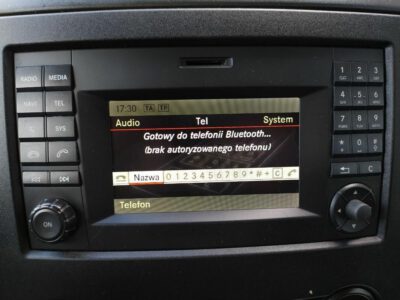 17:30 TA TP
Audio Tel System
Gotowy do telefonii Bluetooth...
(brak autoryzowanego telefonu)
Nazwa 0 1 2 3 4 5 6 7 8 9 * # + C
Telefon
RADIO MEDIA
NAVI TEL
SYS
ON
1 2 3
4 5 6
7 8 9
* 0 #
C